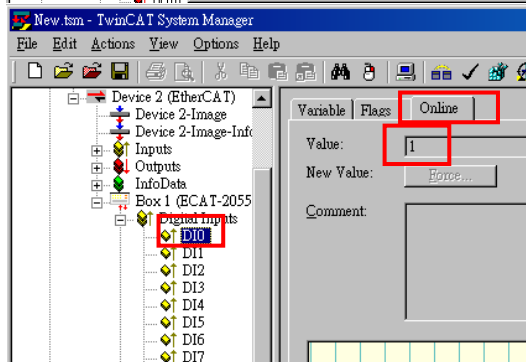 New.tsm - TwinCAT System Manager
File Edit Actions View Options Help
Device 2 (EtherCAT)
Device 2-Image
Device 2-Image-Info
Inputs
Outputs
InfoData
Box 1 (ECAT-2055
Digital Inputs
DI0
DI1
DI2
DI3
DI4
DI5
DI6
DI7
Variable Flags Online
Value: 1
New Value: Force...
Comment: